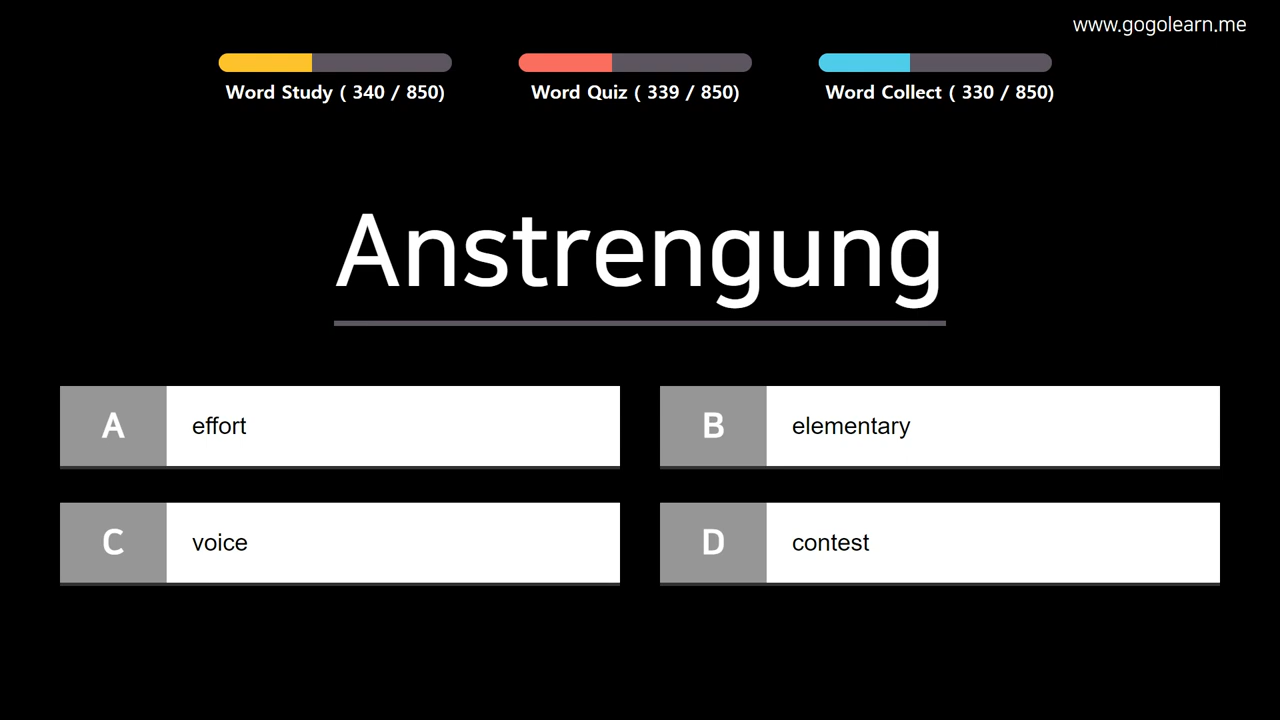 www.gogolearn.me
Word Study ( 340 / 850)
Word Quiz ( 339 / 850)
Word Collect ( 330 / 850)
Anstrengung
A effort
B elementary
C voice
D contest